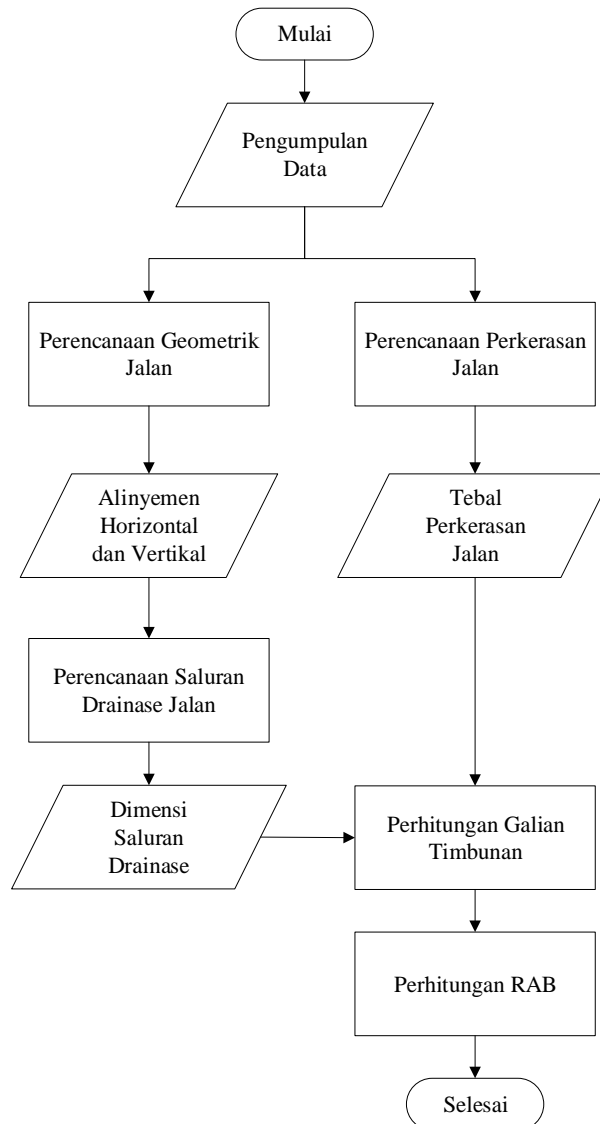 Mulai
Pengumpulan
Data
Perencanaan Geometrik
Jalan
Perencanaan Perkerasan
Jalan
Alinyemen
Horizontal
dan Vertikal
Tebal
Perkerasan
Jalan
Perencanaan Saluran
Drainase Jalan
Dimensi
Saluran
Drainase
Perhitungan Galian
Timbunan
Perhitungan RAB
Selesai